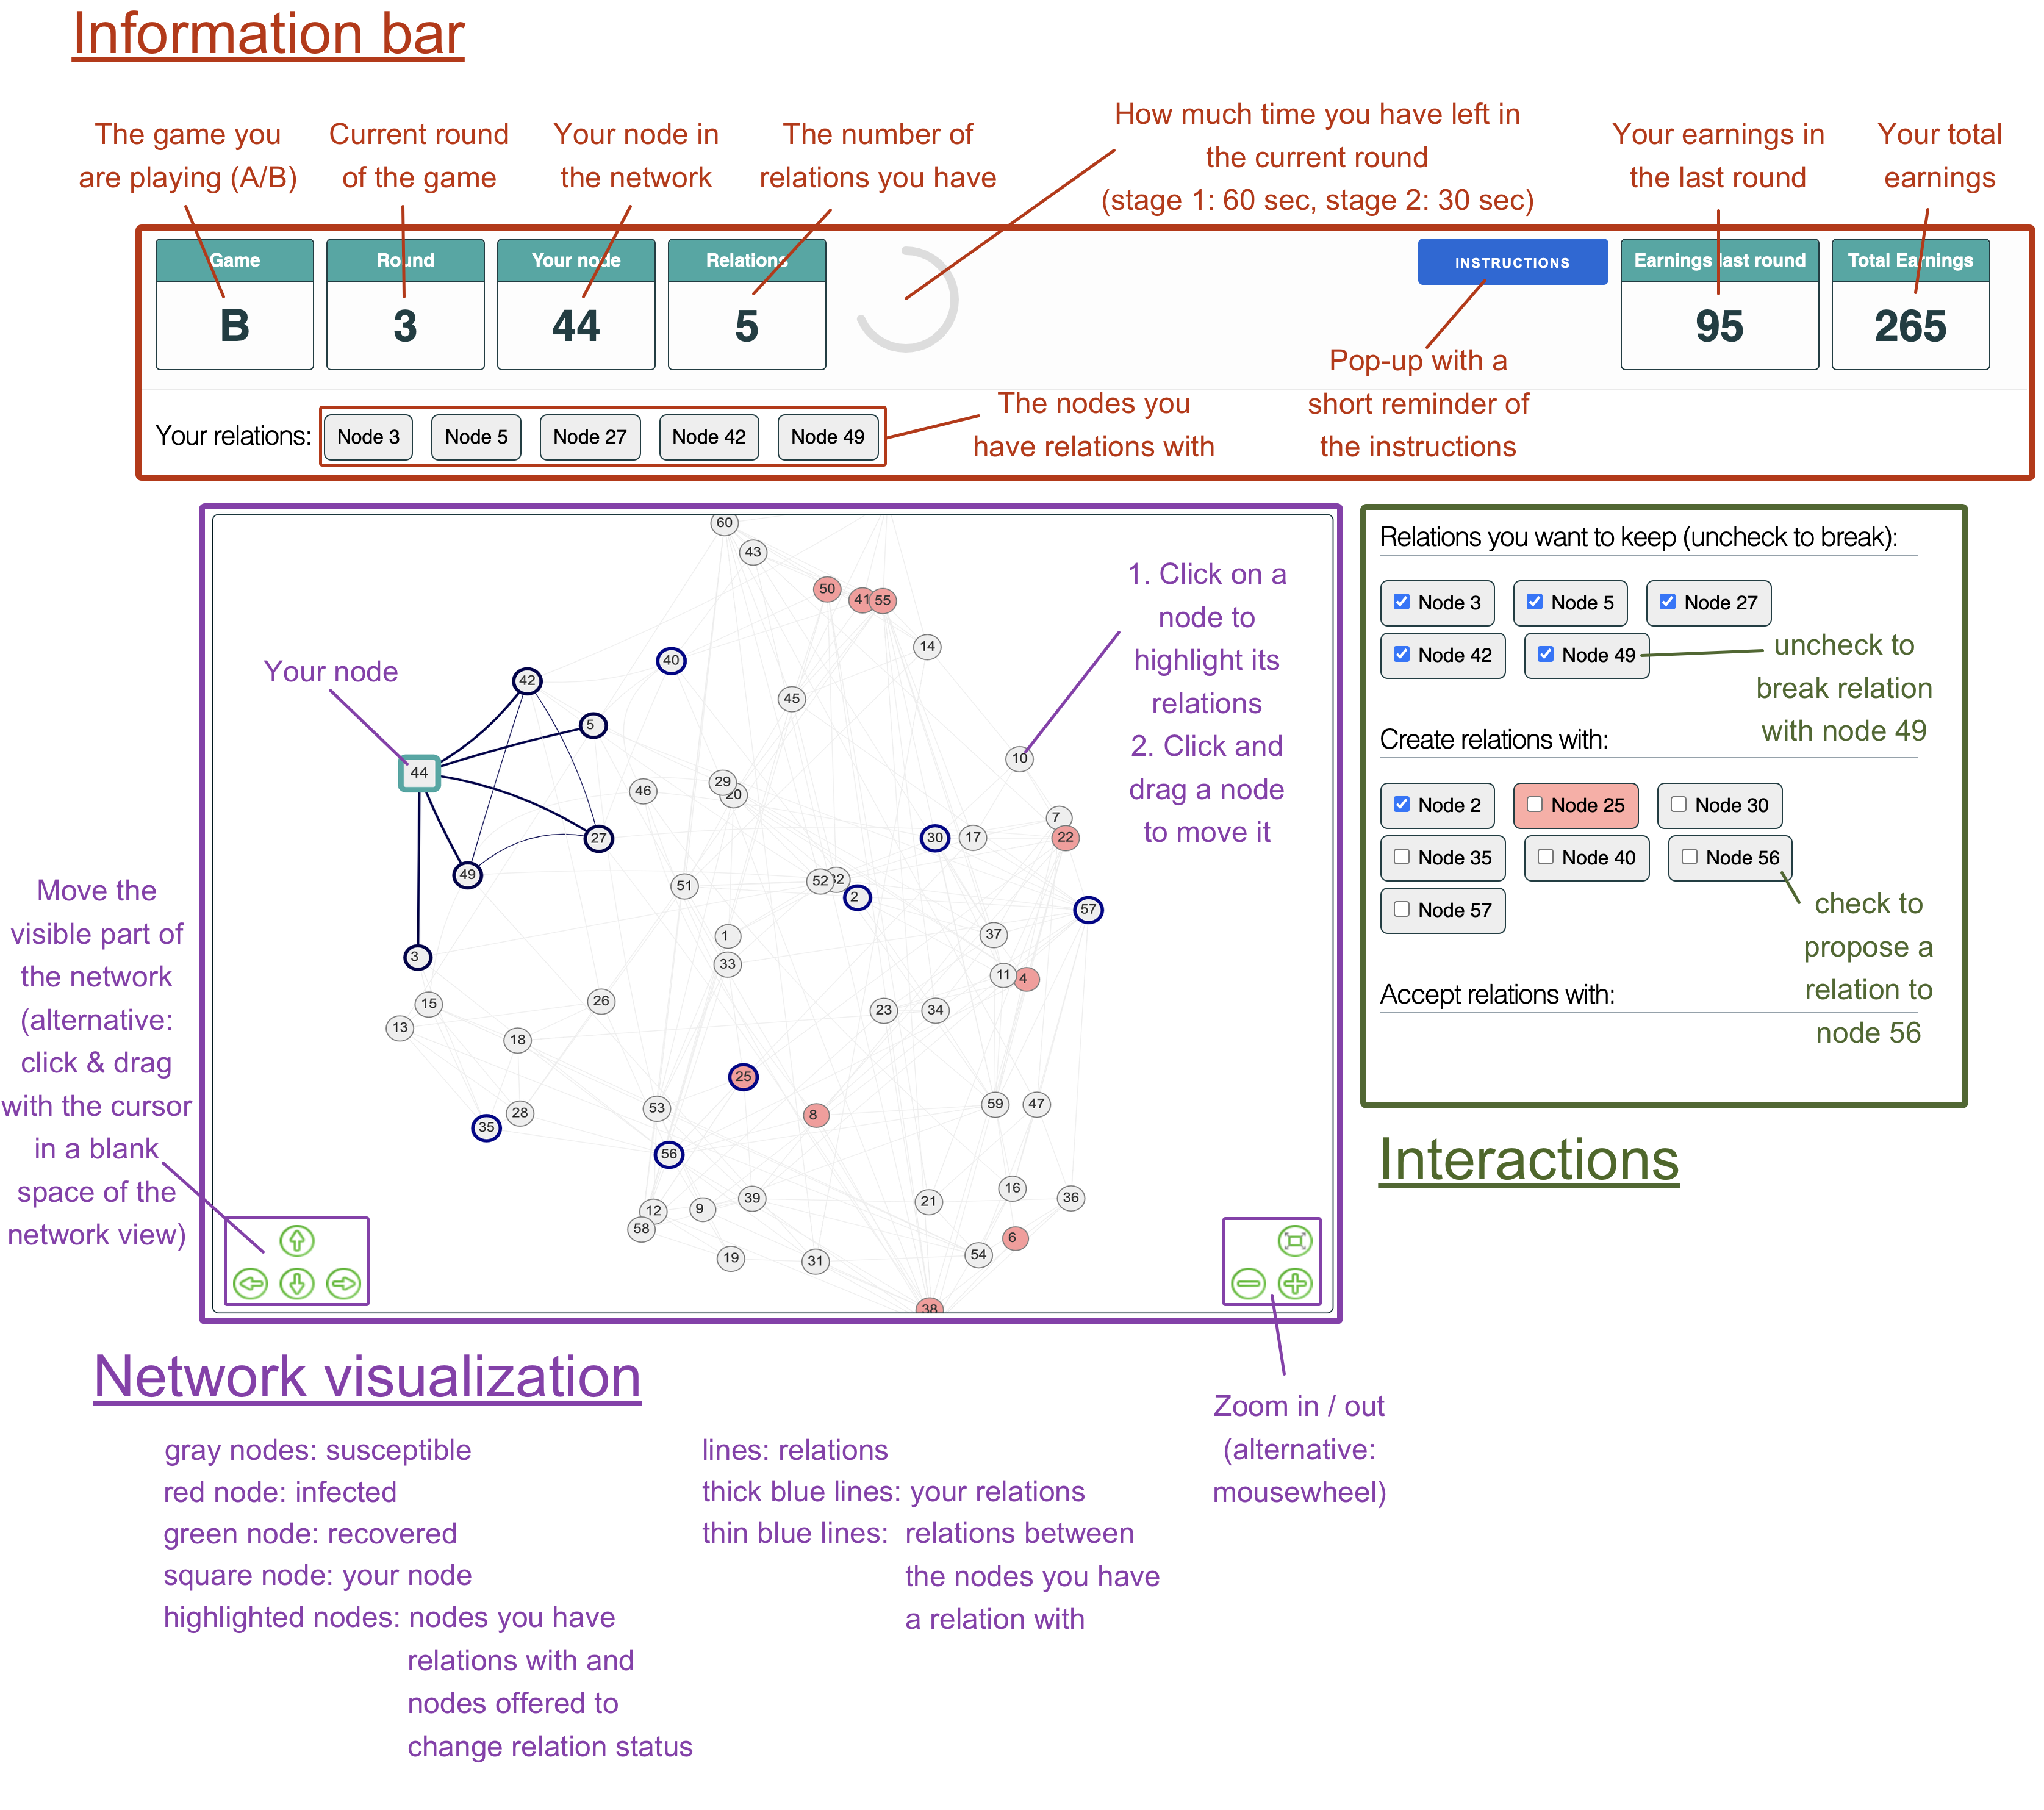 Information bar
The game you
are playing (A/B)
Current round
of the game
Your node in
the network
The number of
relations you have
How much time you have left in
the current round
(stage 1: 60 sec, stage 2: 30 sec)
Your earnings in
the last round
Your total
earnings
Game
B
Round
3
Your node
44
Relations
5
INSTRUCTIONS
Earnings last round
95
Total Earnings
265
Pop-up with a
short reminder of
the instructions
Your relations:
Node 3
Node 5
Node 27
Node 42
Node 49
The nodes you
have relations with
60
43
50
41
55
14
40
42
45
5
Your node
44
10
29
20
46
7
22
27
30
17
49
51
52
2
57
1
37
3
33
11
4
15
26
13
23
34
18
25
53
59
47
28
8
35
56
39
16
36
12
9
21
58
6
19
31
54
38
1. Click on a
node to
highlight its
relations
2. Click and
drag a node
to move it
Move the
visible part of
the network
(alternative:
click & drag
with the cursor
in a blank
space of the
network view)
Relations you want to keep (uncheck to break):
Node 3
Node 5
Node 27
Node 42
Node 49
uncheck to
break relation
with node 49
Create relations with:
Node 2
Node 25
Node 30
Node 35
Node 40
Node 56
Node 57
check to
propose a
relation to
node 56
Accept relations with:
Interactions
Network visualization
gray nodes: susceptible
red node: infected
green node: recovered
square node: your node
highlighted nodes: nodes you have
relations with and
nodes offered to
change relation status
lines: relations
thick blue lines: your relations
thin blue lines: relations between
the nodes you have
a relation with
Zoom in / out
(alternative:
mousewheel)